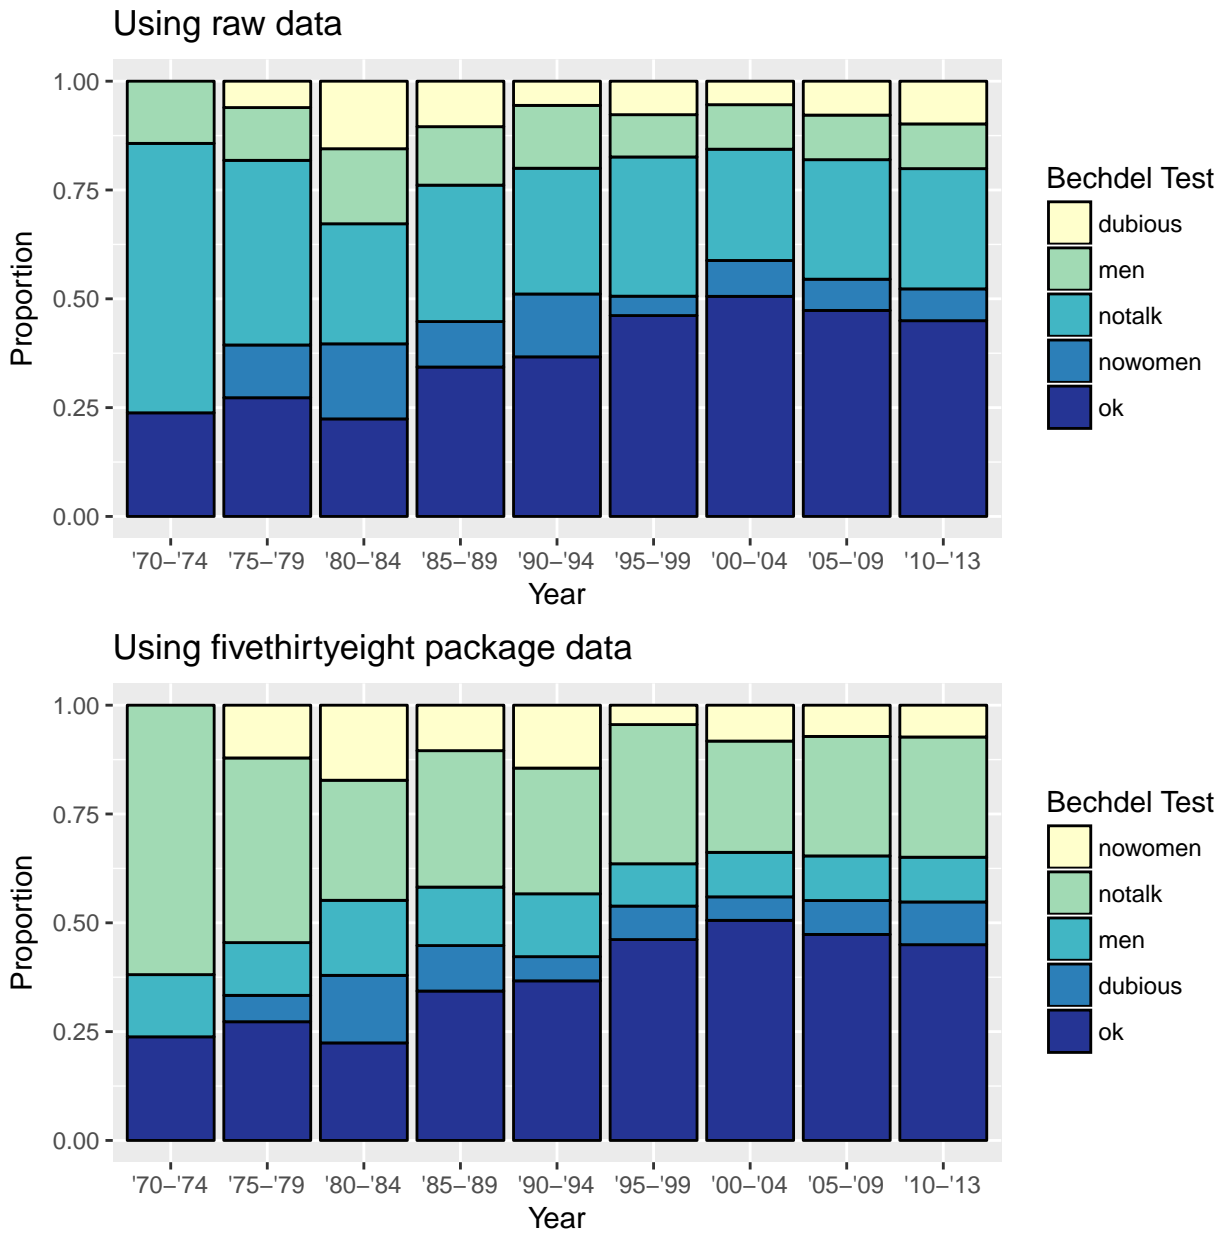 Using raw data
1.00
0.75
0.50
0.25
0.00
Proportion
'70–'74 '75–'79 '80–'84 '85–'89 '90–'94 '95–'99 '00–'04 '05–'09 '10–'13
Year
Bechdel Test
dubious
men
notalk
nowomen
ok
Using fivethirtyeight package data
1.00
0.75
0.50
0.25
0.00
Proportion
'70–'74 '75–'79 '80–'84 '85–'89 '90–'94 '95–'99 '00–'04 '05–'09 '10–'13
Year
Bechdel Test
nowomen
notalk
men
dubious
ok